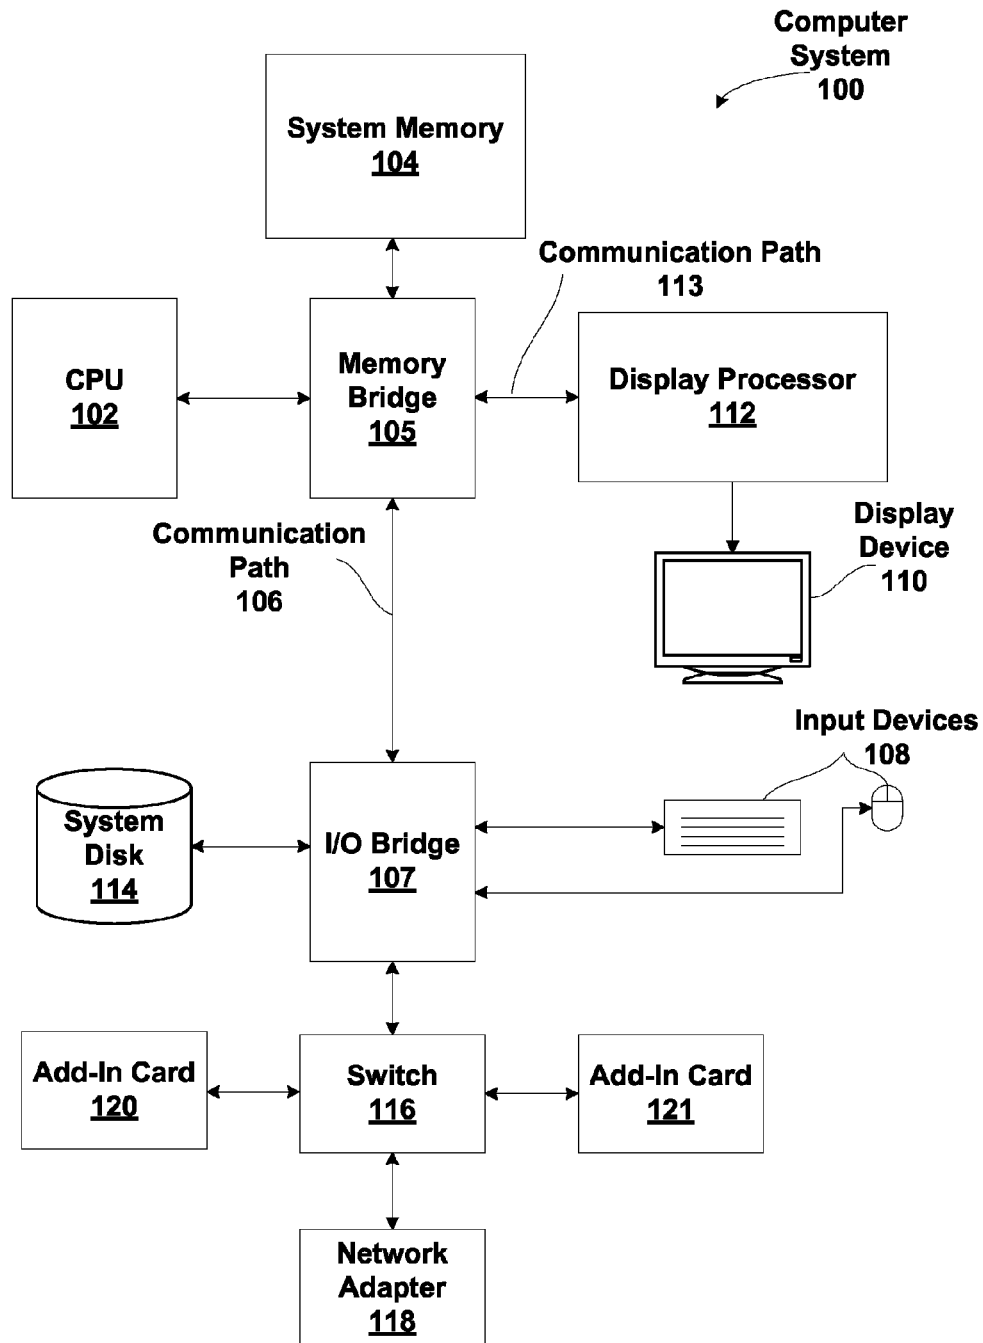 Computer
System
100
System Memory
104
Communication Path
113
CPU
102
Memory
Bridge
105
Display Processor
112
Communication
Path
106
Display
Device
110
Input Devices
108
System
Disk
114
I/O Bridge
107
Add-In Card
120
Switch
116
Add-In Card
121
Network
Adapter
118